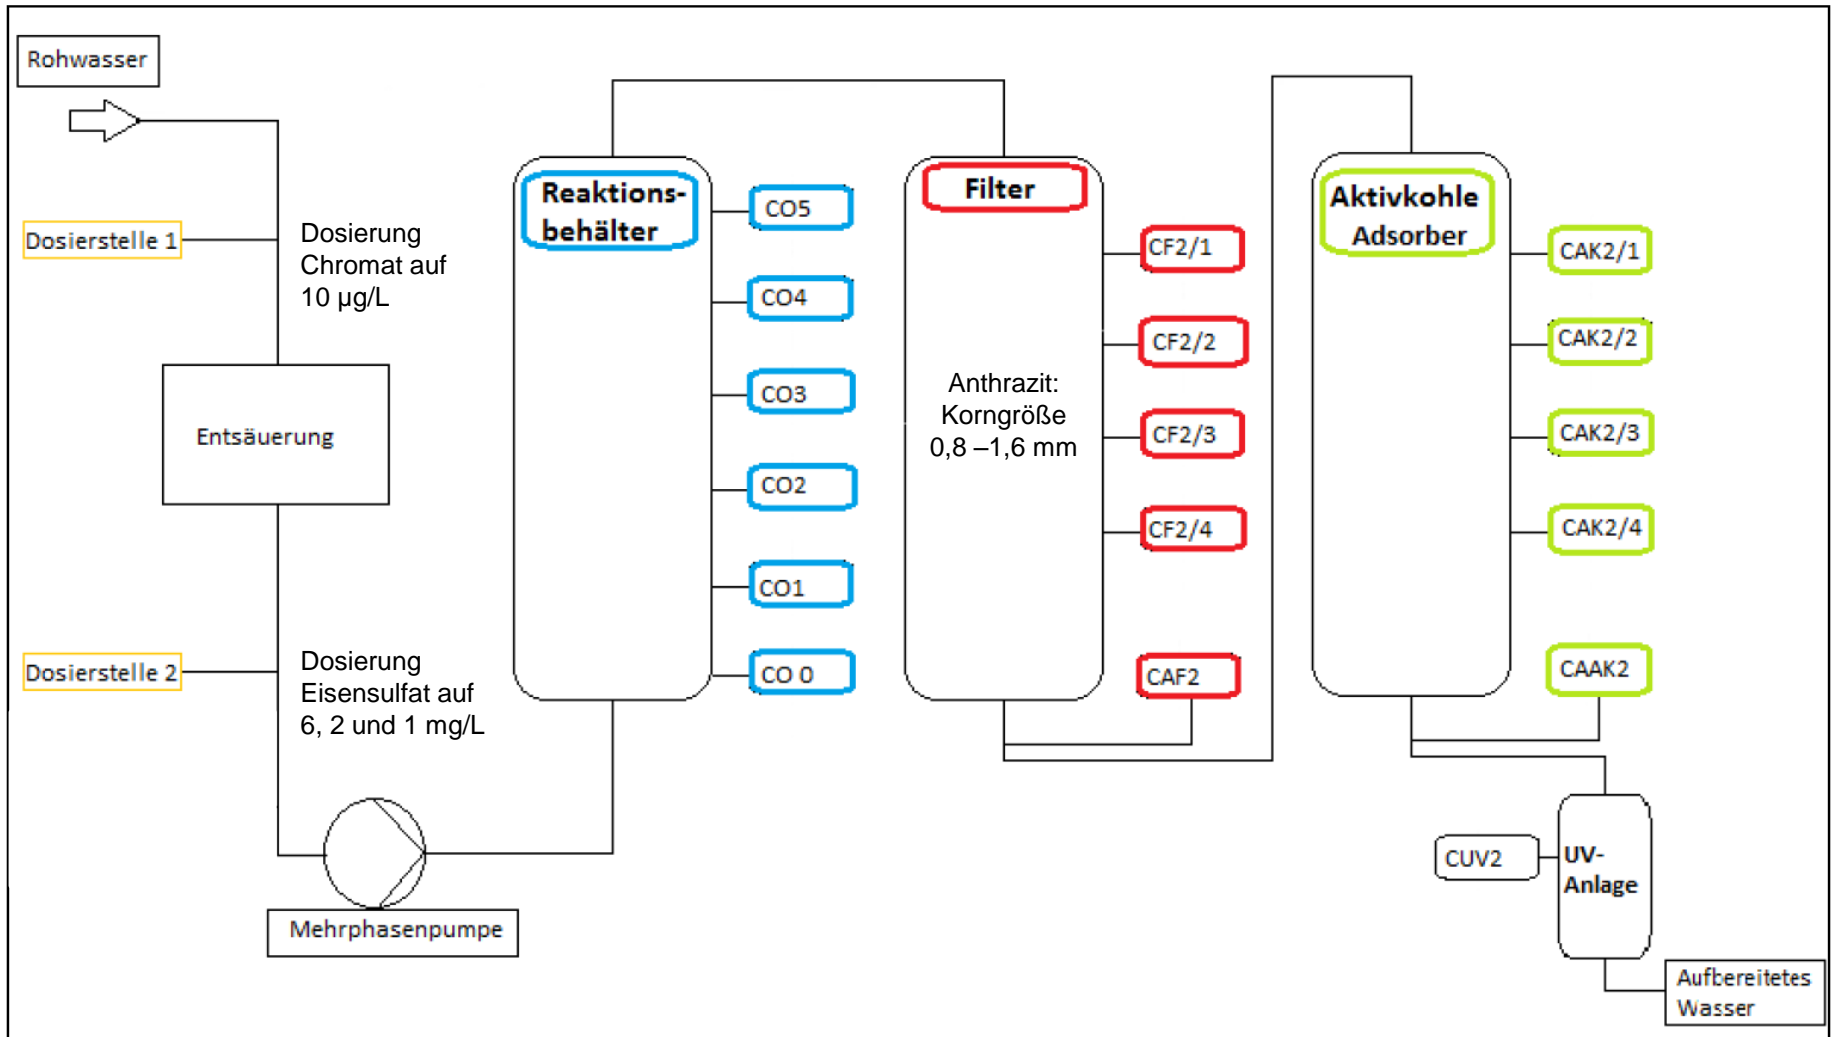 Rohwasser
Dosierstelle 1
Dosierung
Chromat auf
10 µg/L
Entsäuerung
Dosierstelle 2
Dosierung
Eisensulfat auf
6, 2 und 1 mg/L
Mehrphasenpumpe
Reaktions-
behälter
CO5
CO4
CO3
CO2
CO1
CO 0
Filter
Anthrazit:
Korngröße
0,8 –1,6 mm
CF2/1
CF2/2
CF2/3
CF2/4
CAF2
Aktivkohle
Adsorber
CAK2/1
CAK2/2
CAK2/3
CAK2/4
CAAK2
CUV2
UV-
Anlage
Aufbereitetes
Wasser